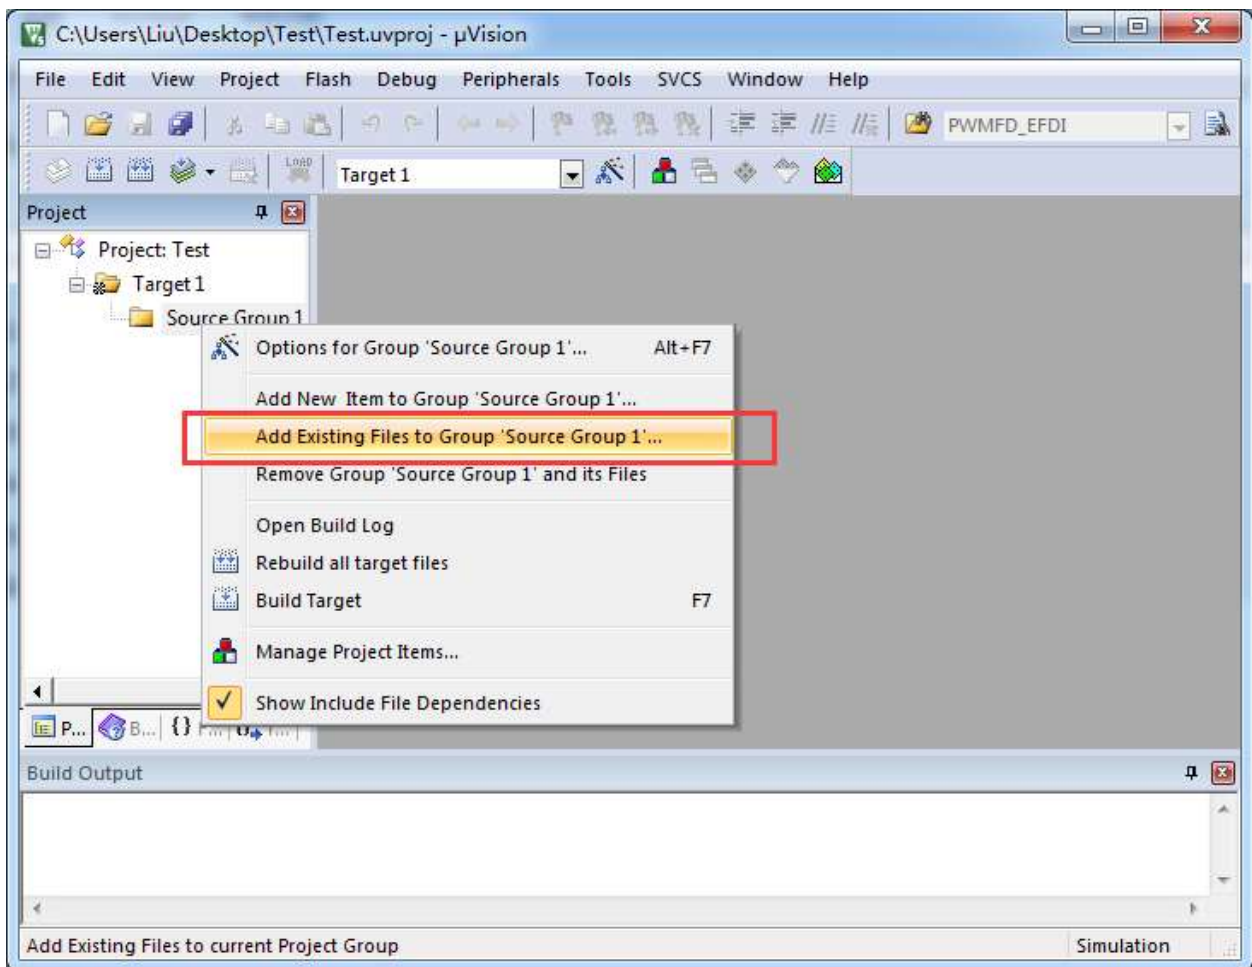 C:\Users\Liu\Desktop\Test\Test.uvproj - µVision
File Edit View Project Flash Debug Peripherals Tools SVCS Window Help
PWMFD_EFDI
LOAD Target 1
Project
Project: Test
Target 1
Source Group 1
Options for Group 'Source Group 1'... Alt+F7
Add New Item to Group 'Source Group 1'...
Add Existing Files to Group 'Source Group 1'...
Remove Group 'Source Group 1' and its Files
Open Build Log
Rebuild all target files
Build Target F7
Manage Project Items...
Show Include File Dependencies
P... B... {}
Build Output
Add Existing Files to current Project Group Simulation